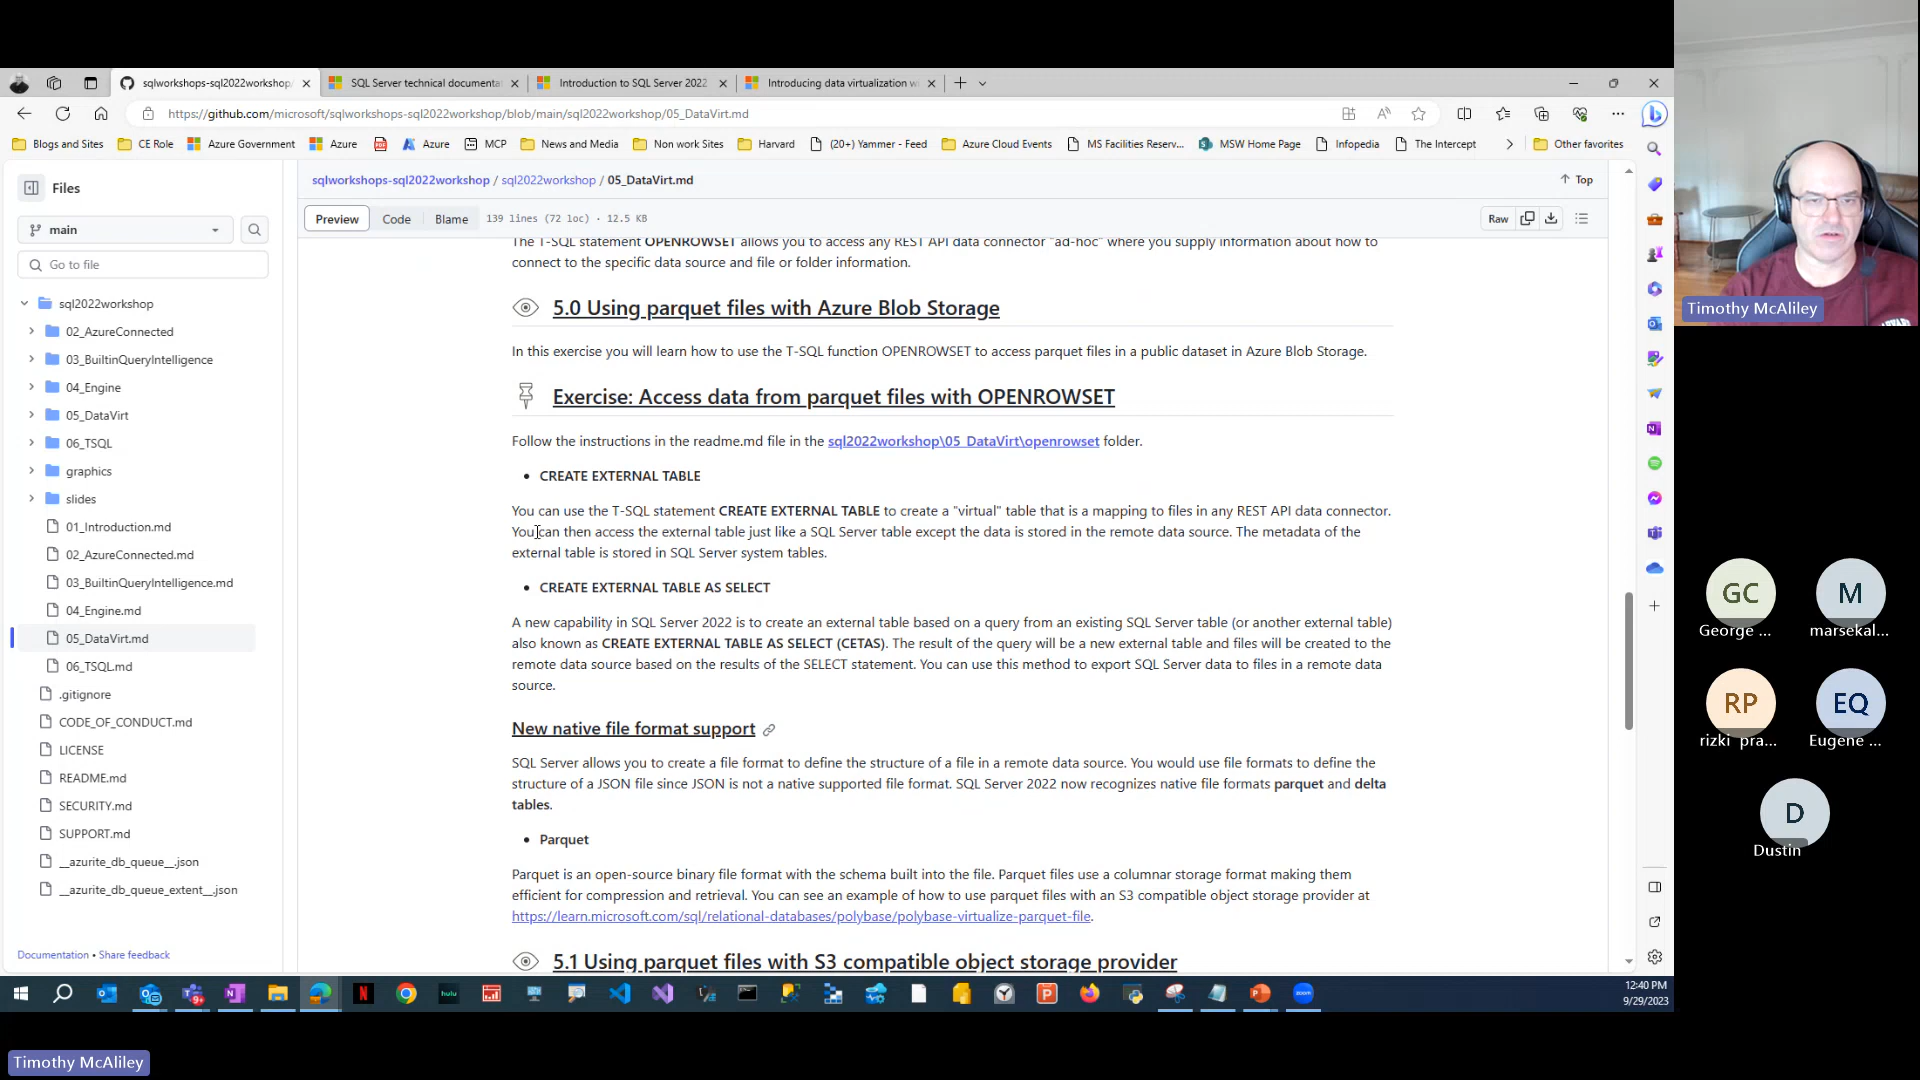 sqlworkshops-sql2022workshop/
SQL Server technical documenta
Introduction to SQL Server 2022
Introducing data virtualization w
https://github.com/microsoft/sqlworkshops-sql2022workshop/blob/main/sql2022workshop/05_DataVirt.md
Blogs and Sites
CE Role
Azure Government
Azure
Azure
MCP
News and Media
Non work Sites
Harvard
(20+) Yammer - Feed
Azure Cloud Events
MS Facilities Reserv...
MSW Home Page
Infopedia
The Intercept
Other favorites
Files
main
Go to file
sql2022workshop
02_AzureConnected
03_BuiltinQueryIntelligence
04_Engine
05_DataVirt
06_TSQL
graphics
slides
01_Introduction.md
02_AzureConnected.md
03_BuiltinQueryIntelligence.md
04_Engine.md
05_DataVirt.md
06_TSQL.md
.gitignore
CODE_OF_CONDUCT.md
LICENSE
README.md
SECURITY.md
SUPPORT.md
__azurite_db_queue__.json
__azurite_db_queue_extent__.json
Documentation • Share feedback
sqlworkshops-sql2022workshop / sql2022workshop / 05_DataVirt.md
Top
Preview
Code
Blame
139 lines (72 loc) · 12.5 KB
Raw
The T-SQL statement OPENROWSET allows you to access any REST API data connector "ad-hoc" where you supply information about how to
connect to the specific data source and file or folder information.
5.0 Using parquet files with Azure Blob Storage
In this exercise you will learn how to use the T-SQL function OPENROWSET to access parquet files in a public dataset in Azure Blob Storage.
Exercise: Access data from parquet files with OPENROWSET
Follow the instructions in the readme.md file in the sql2022workshop\05_DataVirt\openrowset folder.
• CREATE EXTERNAL TABLE
You can use the T-SQL statement CREATE EXTERNAL TABLE to create a "virtual" table that is a mapping to files in any REST API data connector.
You can then access the external table just like a SQL Server table except the data is stored in the remote data source. The metadata of the
external table is stored in SQL Server system tables.
• CREATE EXTERNAL TABLE AS SELECT
A new capability in SQL Server 2022 is to create an external table based on a query from an existing SQL Server table (or another external table)
also known as CREATE EXTERNAL TABLE AS SELECT (CETAS). The result of the query will be a new external table and files will be created to the
remote data source based on the results of the SELECT statement. You can use this method to export SQL Server data to files in a remote data
source.
New native file format support
SQL Server allows you to create a file format to define the structure of a file in a remote data source. You would use file formats to define the
structure of a JSON file since JSON is not a native supported file format. SQL Server 2022 now recognizes native file formats parquet and delta
tables.
• Parquet
Parquet is an open-source binary file format with the schema built into the file. Parquet files use a columnar storage format making them
efficient for compression and retrieval. You can see an example of how to use parquet files with an S3 compatible object storage provider at
https://learn.microsoft.com/sql/relational-databases/polybase/polybase-virtualize-parquet-file.
5.1 Using parquet files with S3 compatible object storage provider
hulu
12:40 PM
9/29/2023
Timothy McAliley
GC
George ...
M
marsekal...
RP
rizki pra...
EQ
Eugene ...
D
Dustin
Timothy McAliley